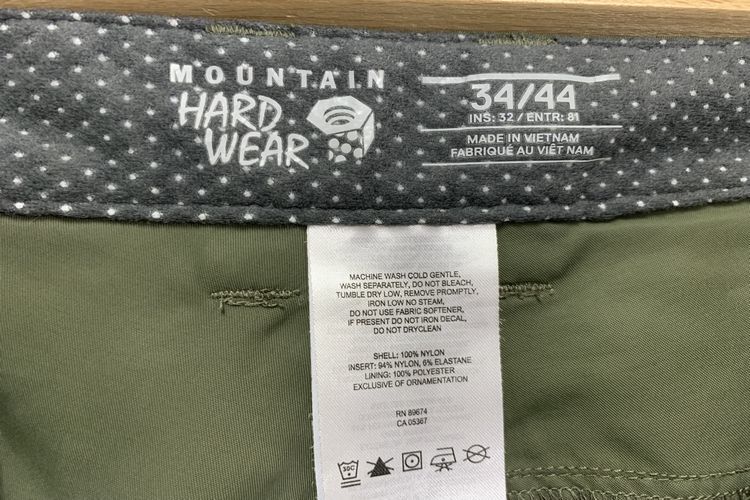 MOUNTAIN
HARD
WEAR
34/44
INS: 32 / ENTR: 81
MADE IN VIETNAM
FABRIQUÉ AU VIÊT NAM
MACHINE WASH COLD GENTLE,
WASH SEPARATELY, DO NOT BLEACH,
TUMBLE DRY LOW, REMOVE PROMPTLY,
IRON LOW NO STEAM,
DO NOT USE FABRIC SOFTENER,
IF PRESENT DO NOT IRON DECAL,
DO NOT DRYCLEAN
SHELL: 100% NYLON
INSERT: 94% NYLON, 6% ELASTANE
LINING: 100% POLYESTER
EXCLUSIVE OF ORNAMENTATION
RN 89674
CA 05367
30C